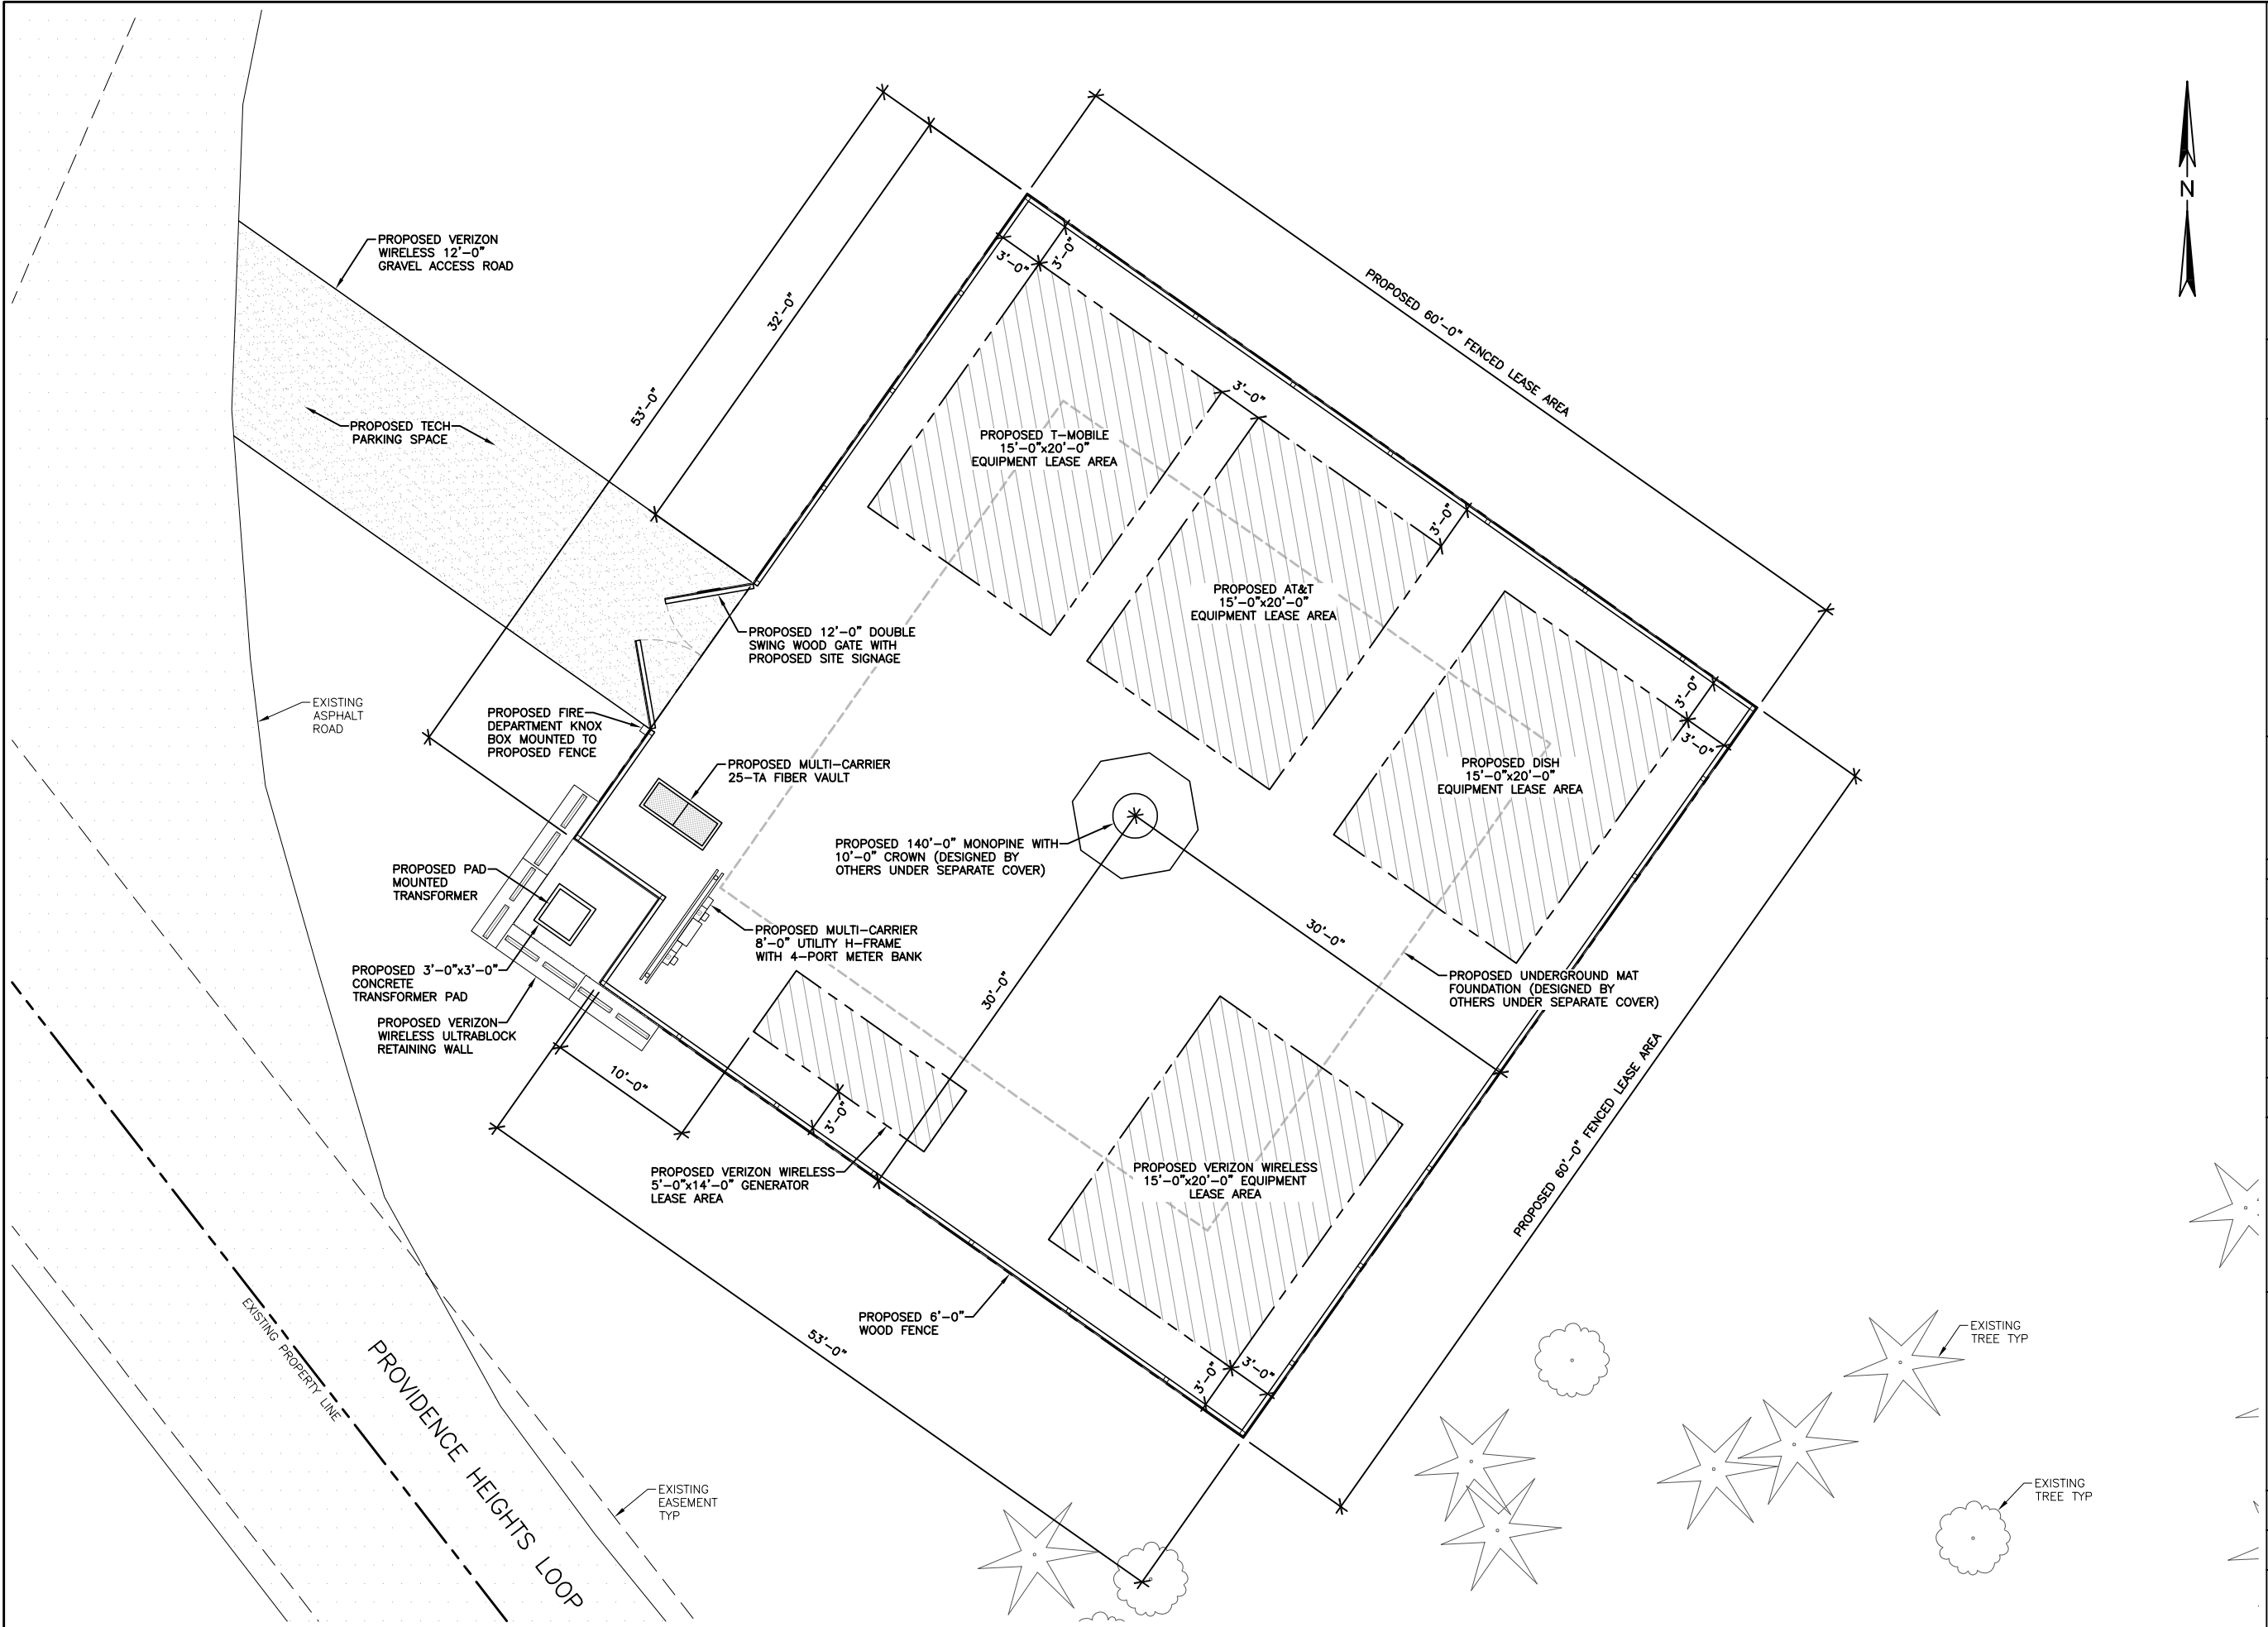 N
PROPOSED VERIZON
WIRELESS 12'-0"
GRAVEL ACCESS ROAD
3'-0"
3'-0"
PROPOSED 60'-0" FENCED LEASE AREA
32'-0"
53'-0"
3'-0"
PROPOSED TECH
PARKING SPACE
PROPOSED T-MOBILE
15'-0"x20'-0"
EQUIPMENT LEASE AREA
3'-0"
PROPOSED AT&T
15'-0"x20'-0"
EQUIPMENT LEASE AREA
PROPOSED 12'-0" DOUBLE
SWING WOOD GATE WITH
PROPOSED SITE SIGNAGE
3'-0"
3'-0"
EXISTING
ASPHALT
ROAD
PROPOSED FIRE
DEPARTMENT KNOX
BOX MOUNTED TO
PROPOSED FENCE
PROPOSED MULTI-CARRIER
25-TA FIBER VAULT
PROPOSED DISH
15'-0"x20'-0"
EQUIPMENT LEASE AREA
PROPOSED 140'-0" MONOPINE WITH
10'-0" CROWN (DESIGNED BY
OTHERS UNDER SEPARATE COVER)
PROPOSED PAD
MOUNTED
TRANSFORMER
PROPOSED MULTI-CARRIER
8'-0" UTILITY H-FRAME
WITH 4-PORT METER BANK
30'-0"
30'-0"
PROPOSED 3'-0"x3'-0"
CONCRETE
TRANSFORMER PAD
PROPOSED UNDERGROUND MAT
FOUNDATION (DESIGNED BY
OTHERS UNDER SEPARATE COVER)
PROPOSED VERIZON
WIRELESS ULTRABLOCK
RETAINING WALL
10'-0"
3'-0"
PROPOSED 60'-0" FENCED LEASE AREA
PROPOSED VERIZON WIRELESS
5'-0"x14'-0" GENERATOR
LEASE AREA
PROPOSED VERIZON WIRELESS
15'-0"x20'-0" EQUIPMENT
LEASE AREA
PROPOSED 6'-0"
WOOD FENCE
53'-0"
3'-0"
3'-0"
EXISTING PROPERTY LINE
PROVIDENCE HEIGHTS LOOP
EXISTING
TREE TYP
EXISTING
EASEMENT
TYP
EXISTING
TREE TYP